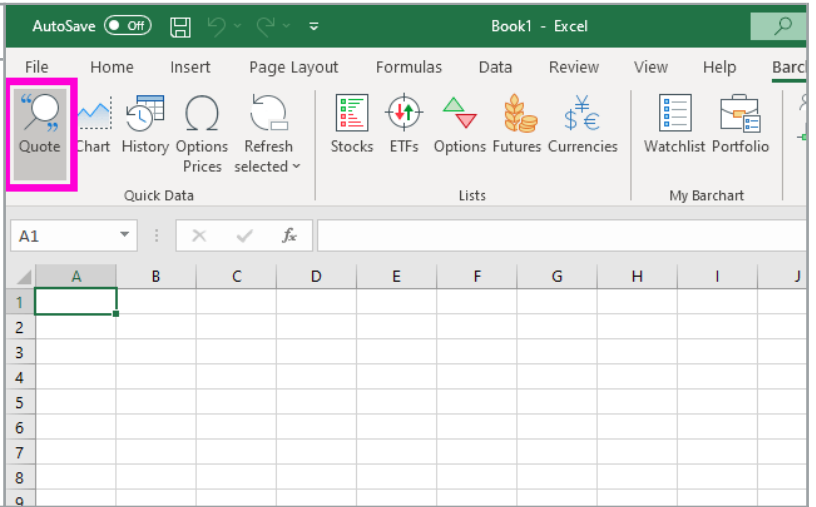 AutoSave Off Book1 - Excel
File Home Insert Page Layout Formulas Data Review View Help Barc
Quote Chart History Options Prices Refresh selected Stocks ETFs Options Futures Currencies Watchlist Portfolio
Quick Data Lists My Barchart
A1 fx
A B C D E F G H I J
1
2
3
4
5
6
7
8
9